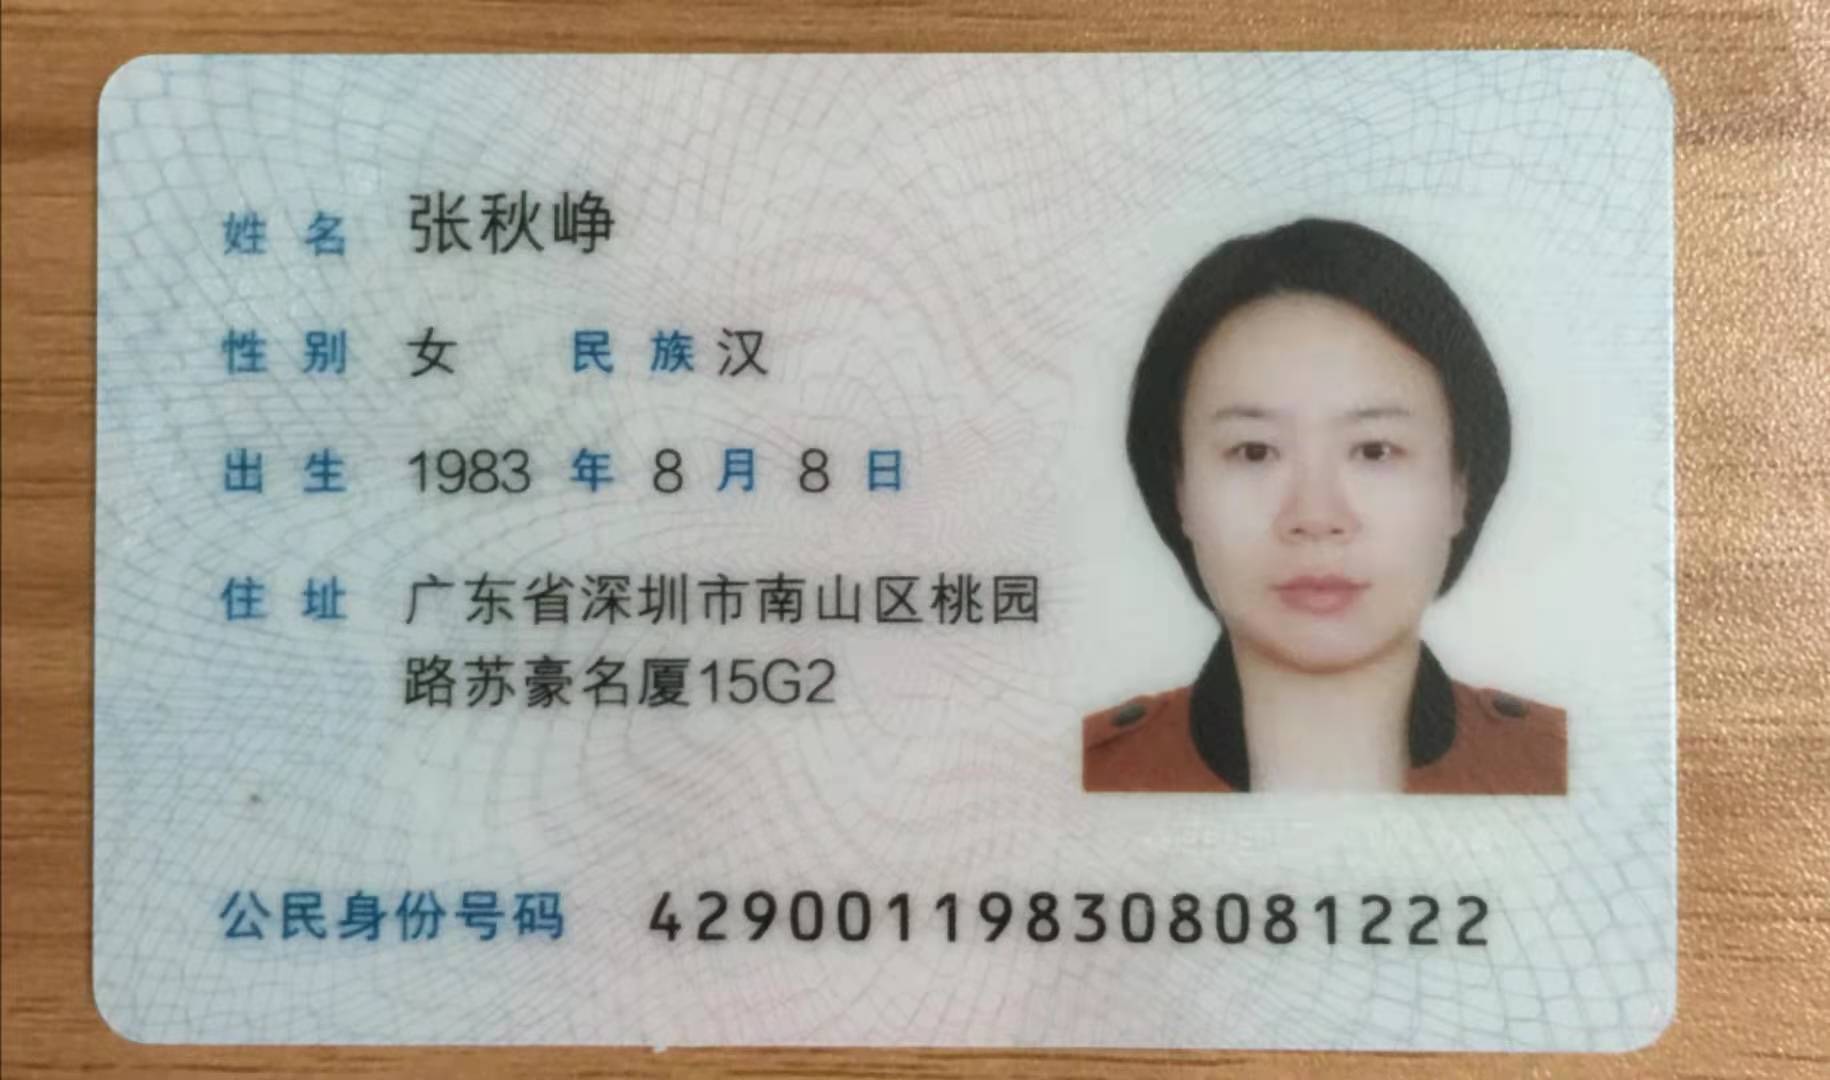 姓名 张秋峥
性别 女 民族 汉
出生 1983 年 8 月 8 日
住址 广东省深圳市南山区桃园
路苏豪名厦15G2
公民身份号码 429001198308081222